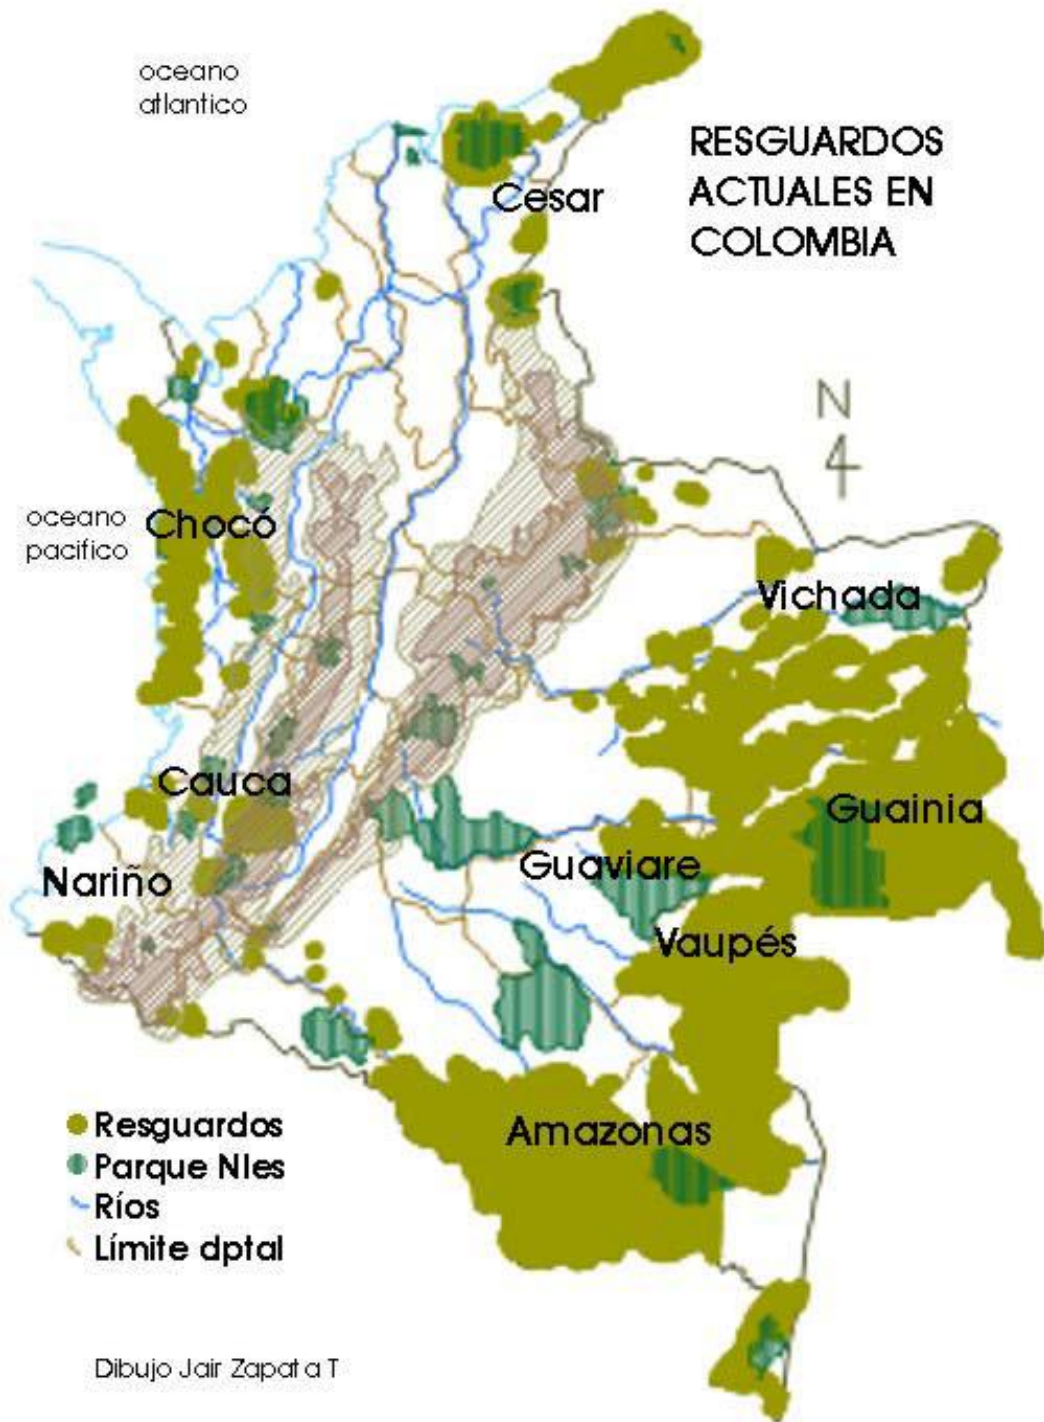 oceano
atlantico
RESGUARDOS
ACTUALES EN
COLOMBIA
Cesar
N
oceano
pacifico
Chocó
Vichada
Cauca
Guainia
Nariño
Guaviare
Vaupés
Amazonas
Resguardos
Parque Nles
Ríos
Límite dptal
Dibujo Jair Zapata T